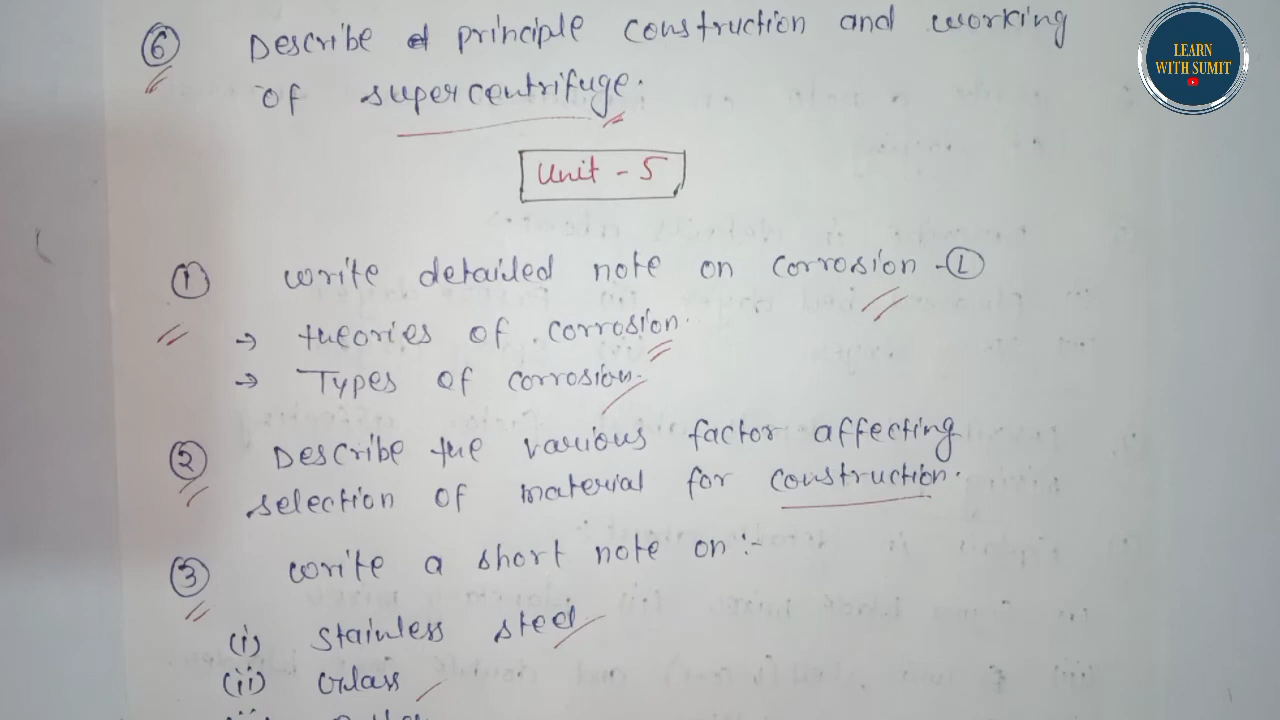 6 Describe d principle construction and working
of supercentrifuge.
LEARN
WITH SUMIT
Unit - 5
1 write detailed note on corrosion - L
→ theories of corrosion.
→ Types of corrosion.
2 Describe the various factor affecting
selection of material for construction.
3 write a short note on :-
(i) stainless steel
(ii) Glass